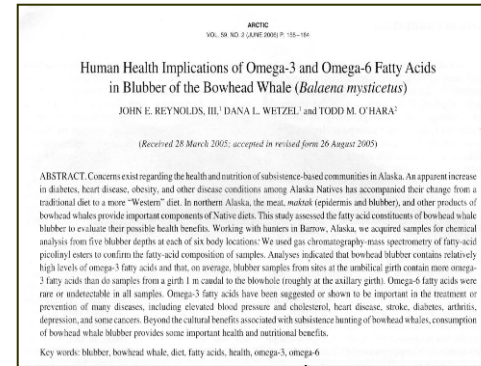 ARCTIC
VOL. 59, NO. 2 (JUNE 2006) P. 155–164
Human Health Implications of Omega-3 and Omega-6 Fatty Acids
in Blubber of the Bowhead Whale (Balaena mysticetus)
JOHN E. REYNOLDS, III,¹ DANA L. WETZEL¹ and TODD M. O'HARA²
(Received 28 March 2005; accepted in revised form 26 August 2005)
ABSTRACT. Concerns exist regarding the health and nutrition of subsistence-based communities in Alaska. An apparent increase
in diabetes, heart disease, obesity, and other disease conditions among Alaska Natives has accompanied their change from a
traditional diet to a more "Western" diet. In northern Alaska, the meat, maktak (epidermis and blubber), and other products of
bowhead whales provide important components of Native diets. This study assessed the fatty acid constituents of bowhead whale
blubber to evaluate their possible health benefits. Working with hunters in Barrow, Alaska, we acquired samples for chemical
analysis from five blubber depths at each of six body locations. We used gas chromatography-mass spectrometry of fatty-acid
picolinyl esters to confirm the fatty-acid composition of samples. Analyses indicated that bowhead blubber contains relatively
high levels of omega-3 fatty acids and that, on average, blubber samples from sites at the umbilical girth contain more omega-
3 fatty acids than do samples from a girth 1 m caudal to the blowhole (roughly at the axillary girth). Omega-6 fatty acids were
rare or undetectable in all samples. Omega-3 fatty acids have been suggested or shown to be important in the treatment or
prevention of many diseases, including elevated blood pressure and cholesterol, heart disease, stroke, diabetes, arthritis,
depression, and some cancers. Beyond the cultural benefits associated with subsistence hunting of bowhead whales, consumption
of bowhead whale blubber provides some important health and nutritional benefits.
Key words: blubber, bowhead whale, diet, fatty acids, health, omega-3, omega-6